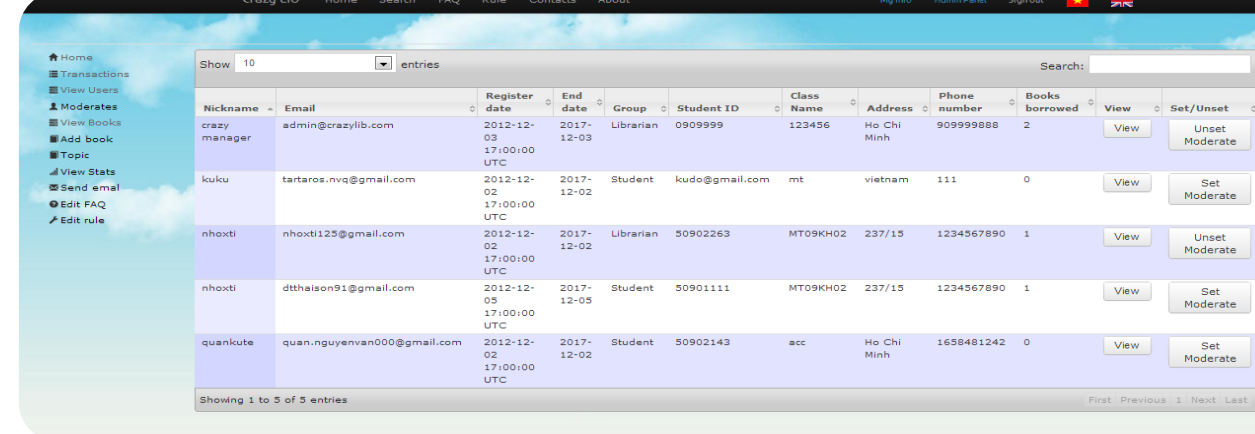 Crazy Lib Home Search FAQ Rule Contacts About My Info Admin Panel Sign out
Home
Transactions
View Users
Moderates
View Books
Add book
Topic
View Stats
Send emal
Edit FAQ
Edit rule
Show 10 entries Search:
Nickname Email Register date End date Group Student ID Class Name Address Phone number Books borrowed View Set/Unset
crazy manager admin@crazylib.com 2012-12-03 17:00:00 UTC 2017-12-03 Librarian 0909999 123456 Ho Chi Minh 909999888 2 View Unset Moderate
kuku tartaros.nvq@gmail.com 2012-12-02 17:00:00 UTC 2017-12-02 Student kudo@gmail.com mt vietnam 111 0 View Set Moderate
nhoxti nhoxti125@gmail.com 2012-12-02 17:00:00 UTC 2017-12-02 Librarian 50902263 MT09KH02 237/15 1234567890 1 View Unset Moderate
nhoxti dtthaison91@gmail.com 2012-12-05 17:00:00 UTC 2017-12-05 Student 50901111 MT09KH02 237/15 1234567890 1 View Set Moderate
quankute quan.nguyenvan000@gmail.com 2012-12-02 17:00:00 UTC 2017-12-02 Student 50902143 acc Ho Chi Minh 1658481242 0 View Set Moderate
Showing 1 to 5 of 5 entries First Previous 1 Next Last